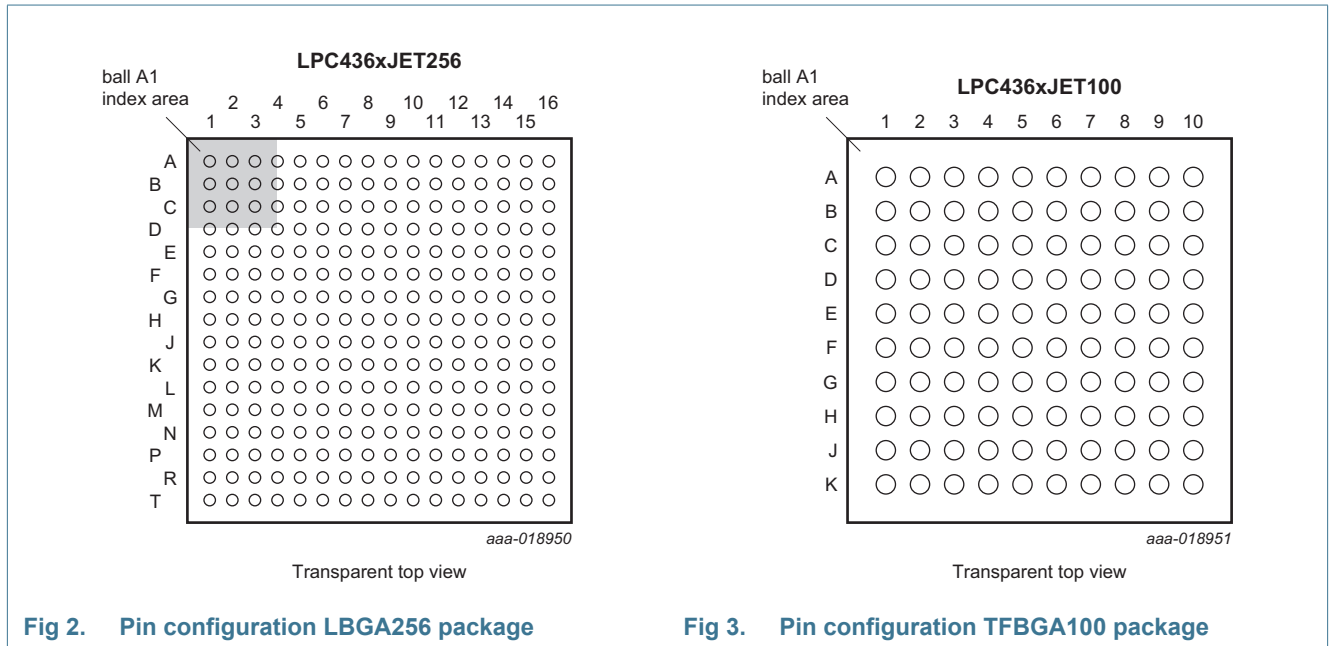 LPC436xJET256
ball A1
index area
2 4 6 8 10 12 14 16
1 3 5 7 9 11 13 15
A
B
C
D
E
F
G
H
J
K
L
M
N
P
R
T
aaa-018950
Transparent top view
Fig 2. Pin configuration LBGA256 package
LPC436xJET100
ball A1
index area
1 2 3 4 5 6 7 8 9 10
A
B
C
D
E
F
G
H
J
K
aaa-018951
Transparent top view
Fig 3. Pin configuration TFBGA100 package